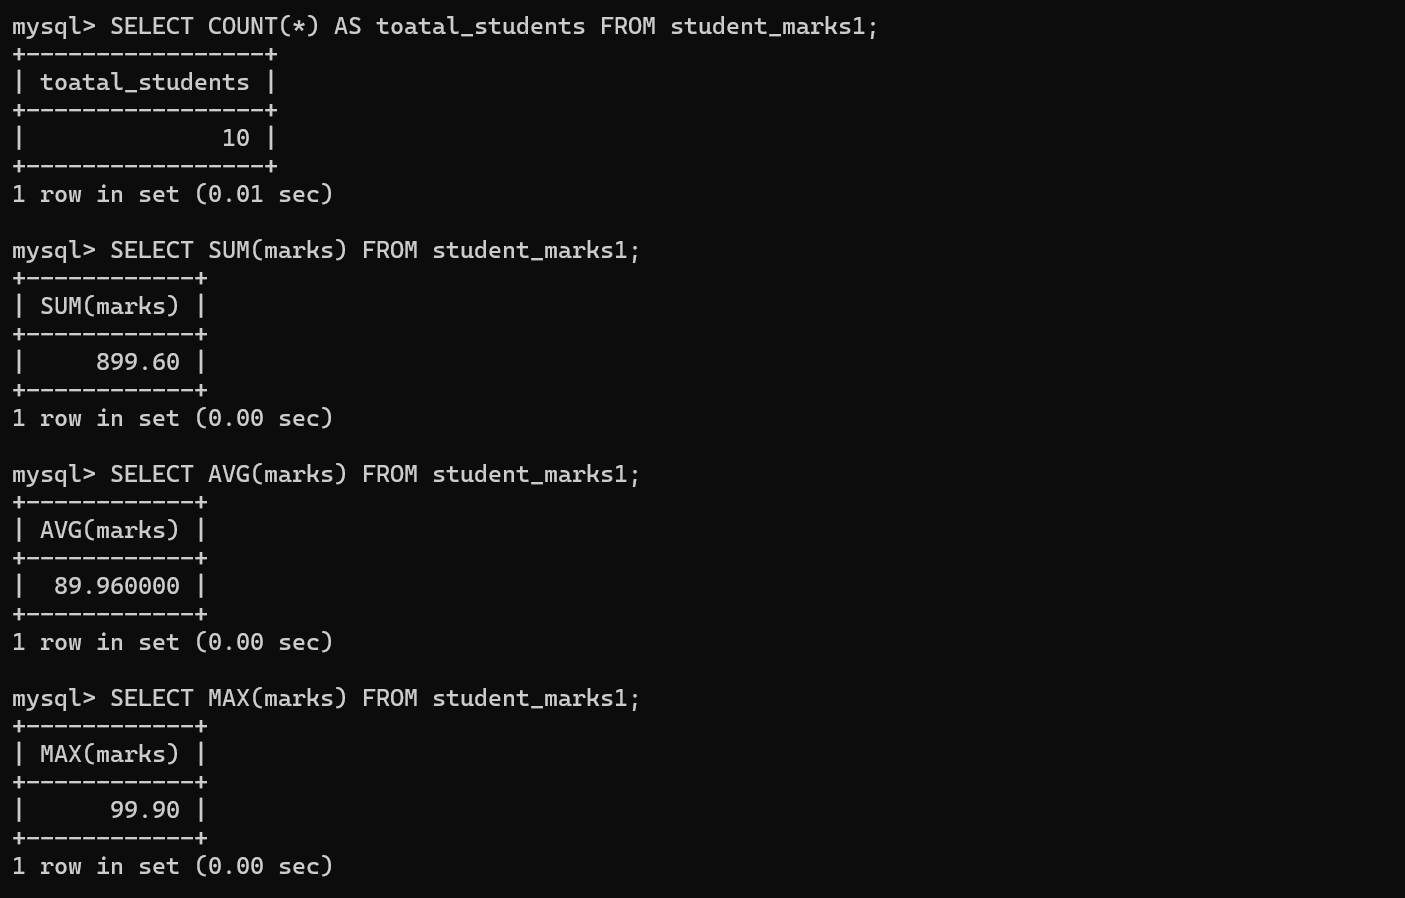 mysql> SELECT COUNT(*) AS toatal_students FROM student_marks1;
+-----------------+
| toatal_students |
+-----------------+
|              10 |
+-----------------+
1 row in set (0.01 sec)

mysql> SELECT SUM(marks) FROM student_marks1;
+------------+
| SUM(marks) |
+------------+
|     899.60 |
+------------+
1 row in set (0.00 sec)

mysql> SELECT AVG(marks) FROM student_marks1;
+------------+
| AVG(marks) |
+------------+
|  89.960000 |
+------------+
1 row in set (0.00 sec)

mysql> SELECT MAX(marks) FROM student_marks1;
+------------+
| MAX(marks) |
+------------+
|      99.90 |
+------------+
1 row in set (0.00 sec)